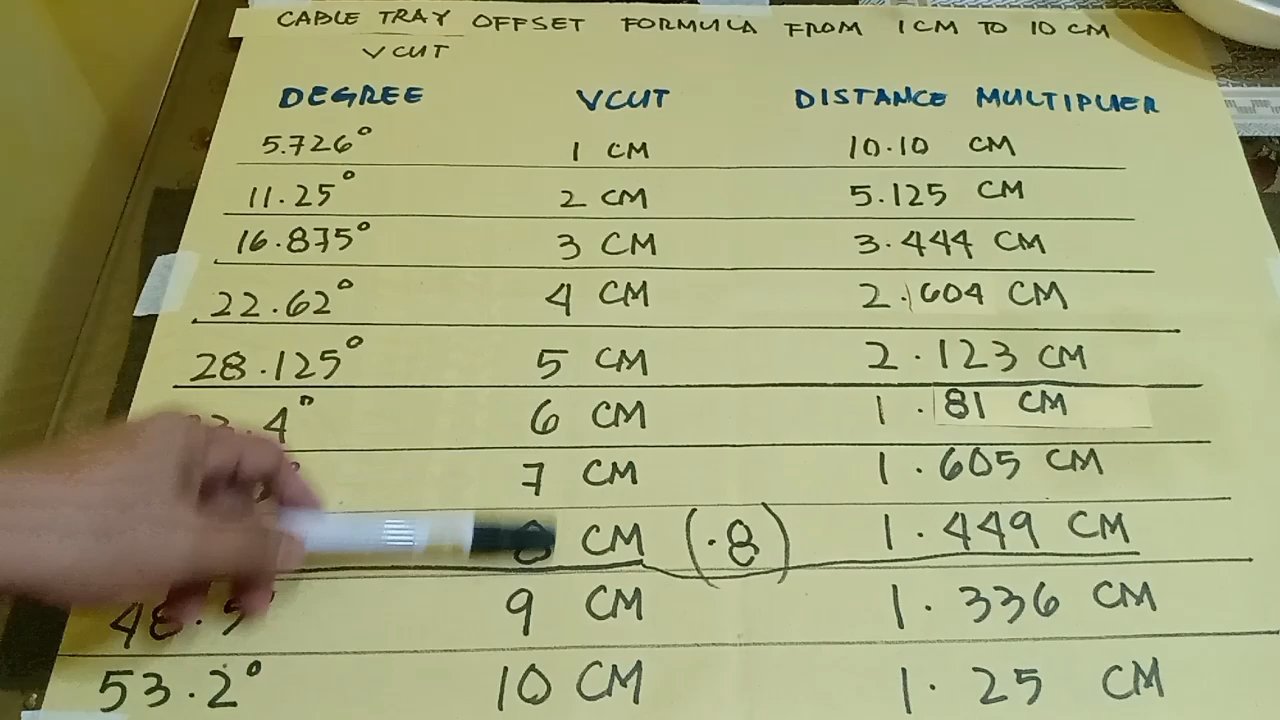 CABLE TRAY OFFSET FORMULA FROM 1CM TO 10 CM
VCUT
DEGREE VCUT DISTANCE MULTIPLIER
5.726° 1 CM 10.10 CM
11.25° 2 CM 5.125 CM
16.875° 3 CM 3.444 CM
22.62° 4 CM 2.604 CM
28.125° 5 CM 2.123 CM
6 CM 1.81 CM
7 CM 1.605 CM
8 CM (.8) 1.449 CM
9 CM 1.336 CM
53.2° 10 CM 1.25 CM